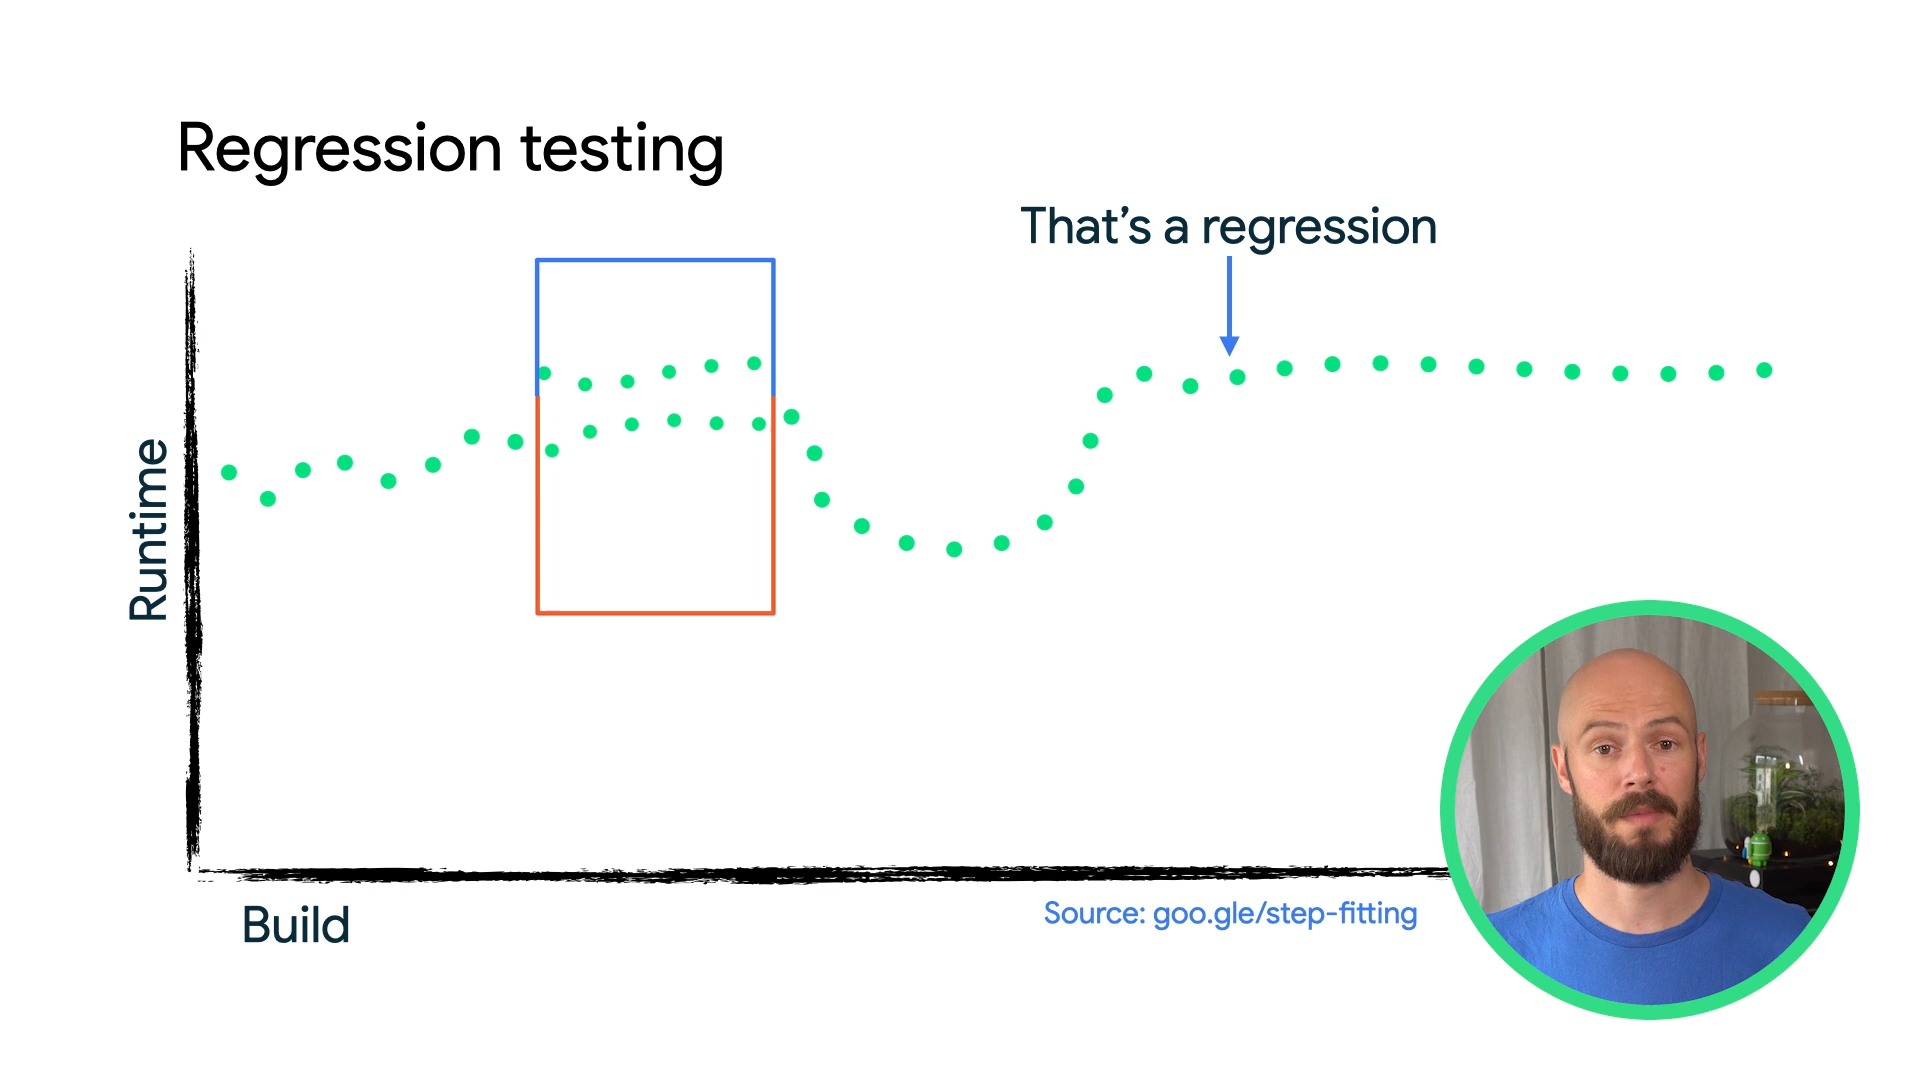 Regression testing
That’s a regression
Runtime
Build
Source: goo.gle/step-fitting